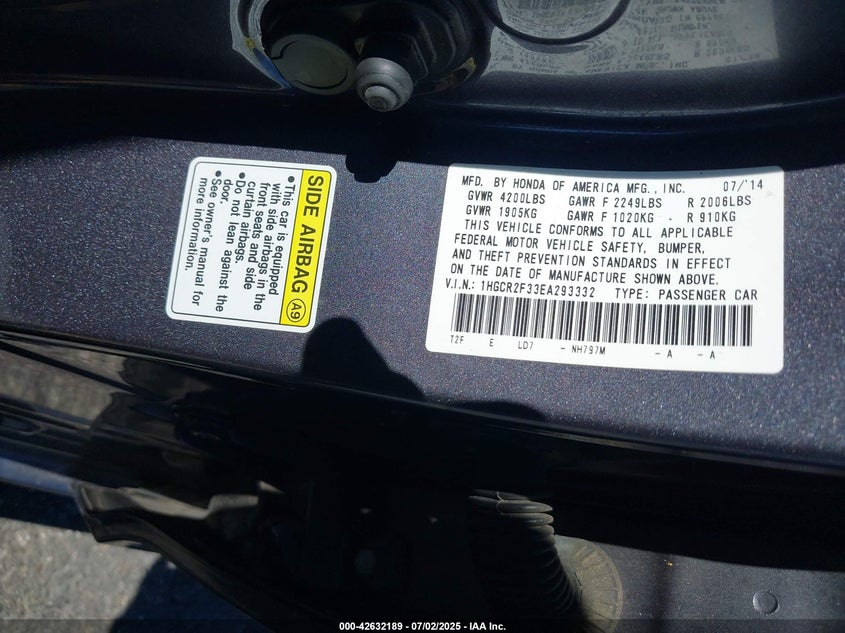 SIDE AIRBAG A9
• This car is equipped
with side airbags in the
front seats and side
curtain airbags.
• Do not lean against the
door.
• See owner's manual for
more information.
MFD. BY HONDA OF AMERICA MFG., INC. 07/'14
GVWR 4200LBS GAWR F 2249LBS R 2006LBS
GVWR 1905KG GAWR F 1020KG R 910KG
THIS VEHICLE CONFORMS TO ALL APPLICABLE
FEDERAL MOTOR VEHICLE SAFETY, BUMPER,
AND THEFT PREVENTION STANDARDS IN EFFECT
ON THE DATE OF MANUFACTURE SHOWN ABOVE.
V.I.N.: 1HGCR2F33EA293332 TYPE: PASSENGER CAR
T2F E LD7 - NH797M - A - A
000-42632189 - 07/02/2025 - IAA Inc.